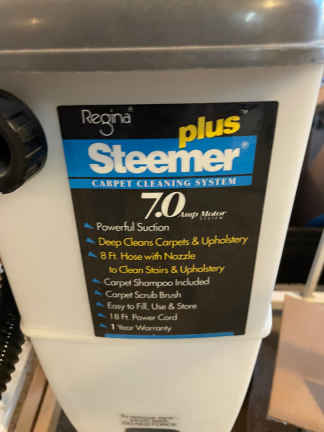 Regina®
plus™
Steemer®
CARPET CLEANING SYSTEM
7.0 Amp Motor
SYSTEM
Powerful Suction
Deep Cleans Carpets & Upholstery
8 Ft. Hose with Nozzle
to Clean Stairs & Upholstery
Carpet Shampoo Included
Carpet Scrub Brush
Easy to Fill, Use & Store
18 Ft. Power Cord
1 Year Warranty